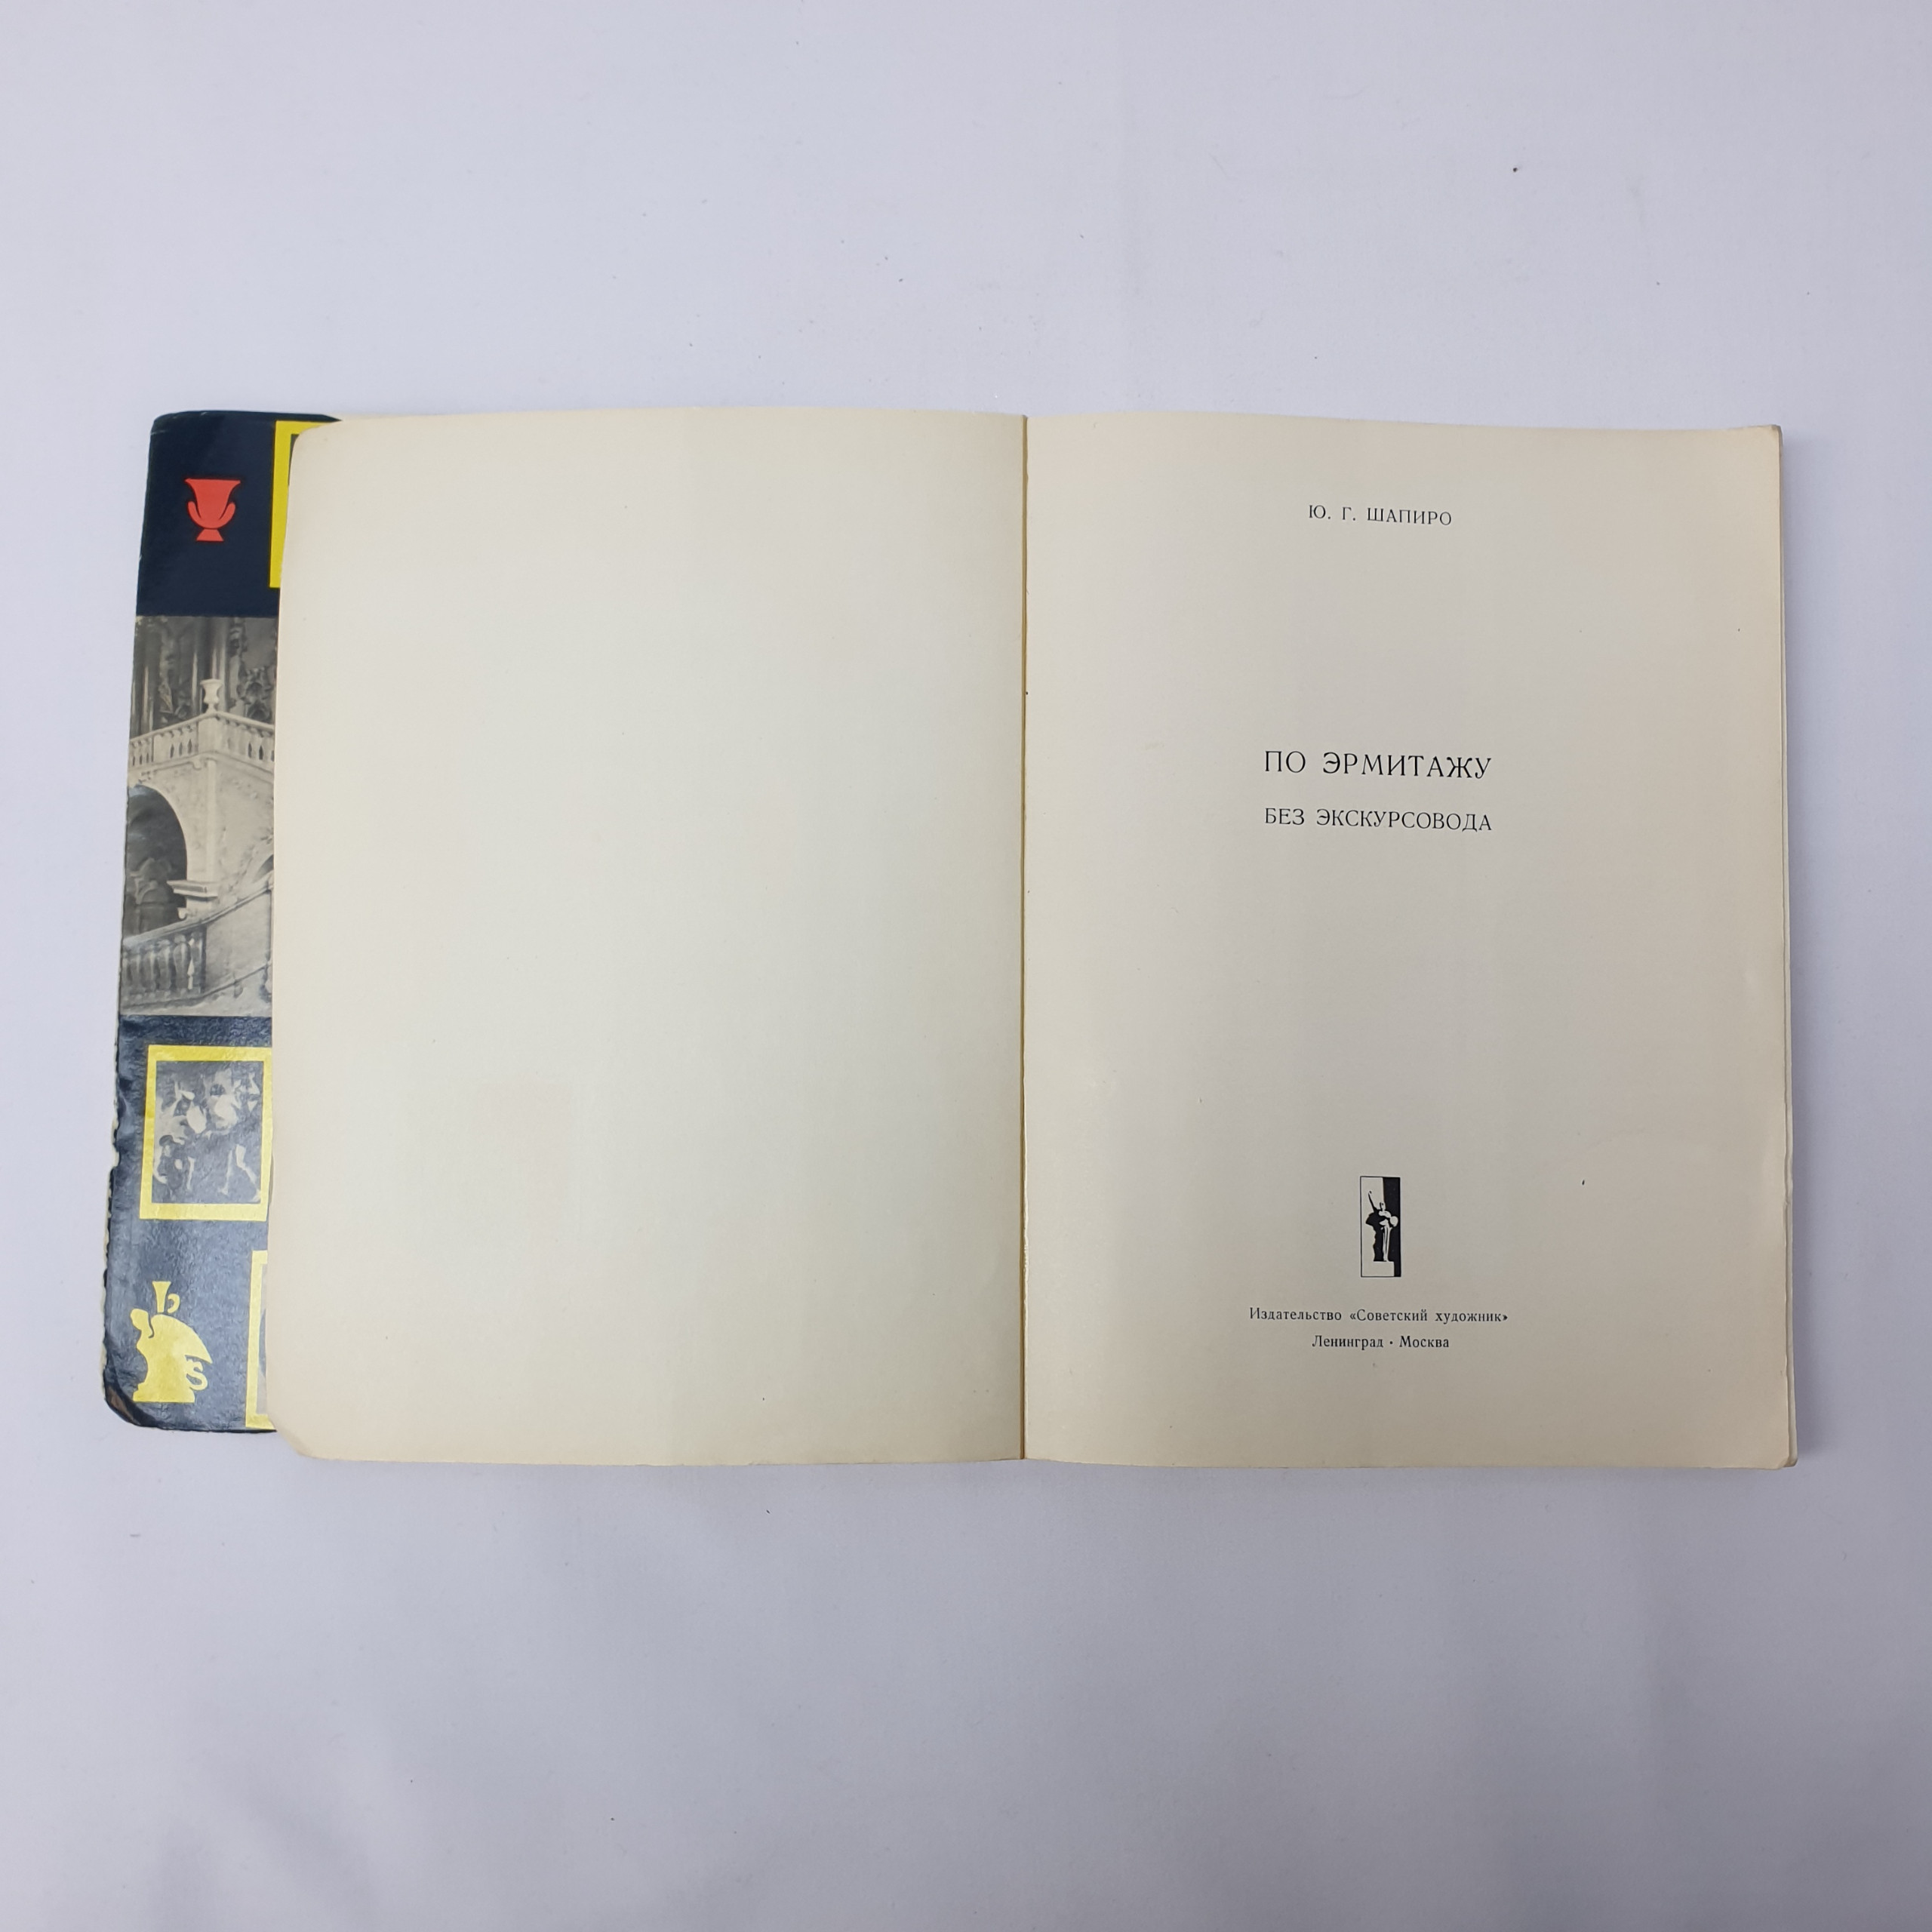 Ю. Г. ШАПИРО
ПО ЭРМИТАЖУ
БЕЗ ЭКСКУРСОВОДА
Издательство «Советский художник»
Ленинград • Москва